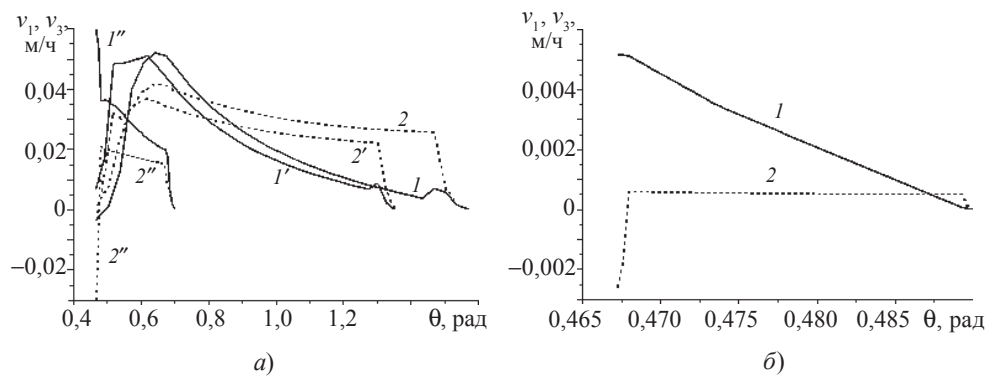 v₁, v₃,
м/ч
1″
0,04
0,02
0
–0,02
2
2′
2″
1′
1
2″
0,4 0,6 0,8 1,0 1,2 θ, рад
а)
v₁, v₃,
м/ч
0,004
0,002
0
–0,002
1
2
0,465 0,470 0,475 0,480 0,485 θ, рад
б)